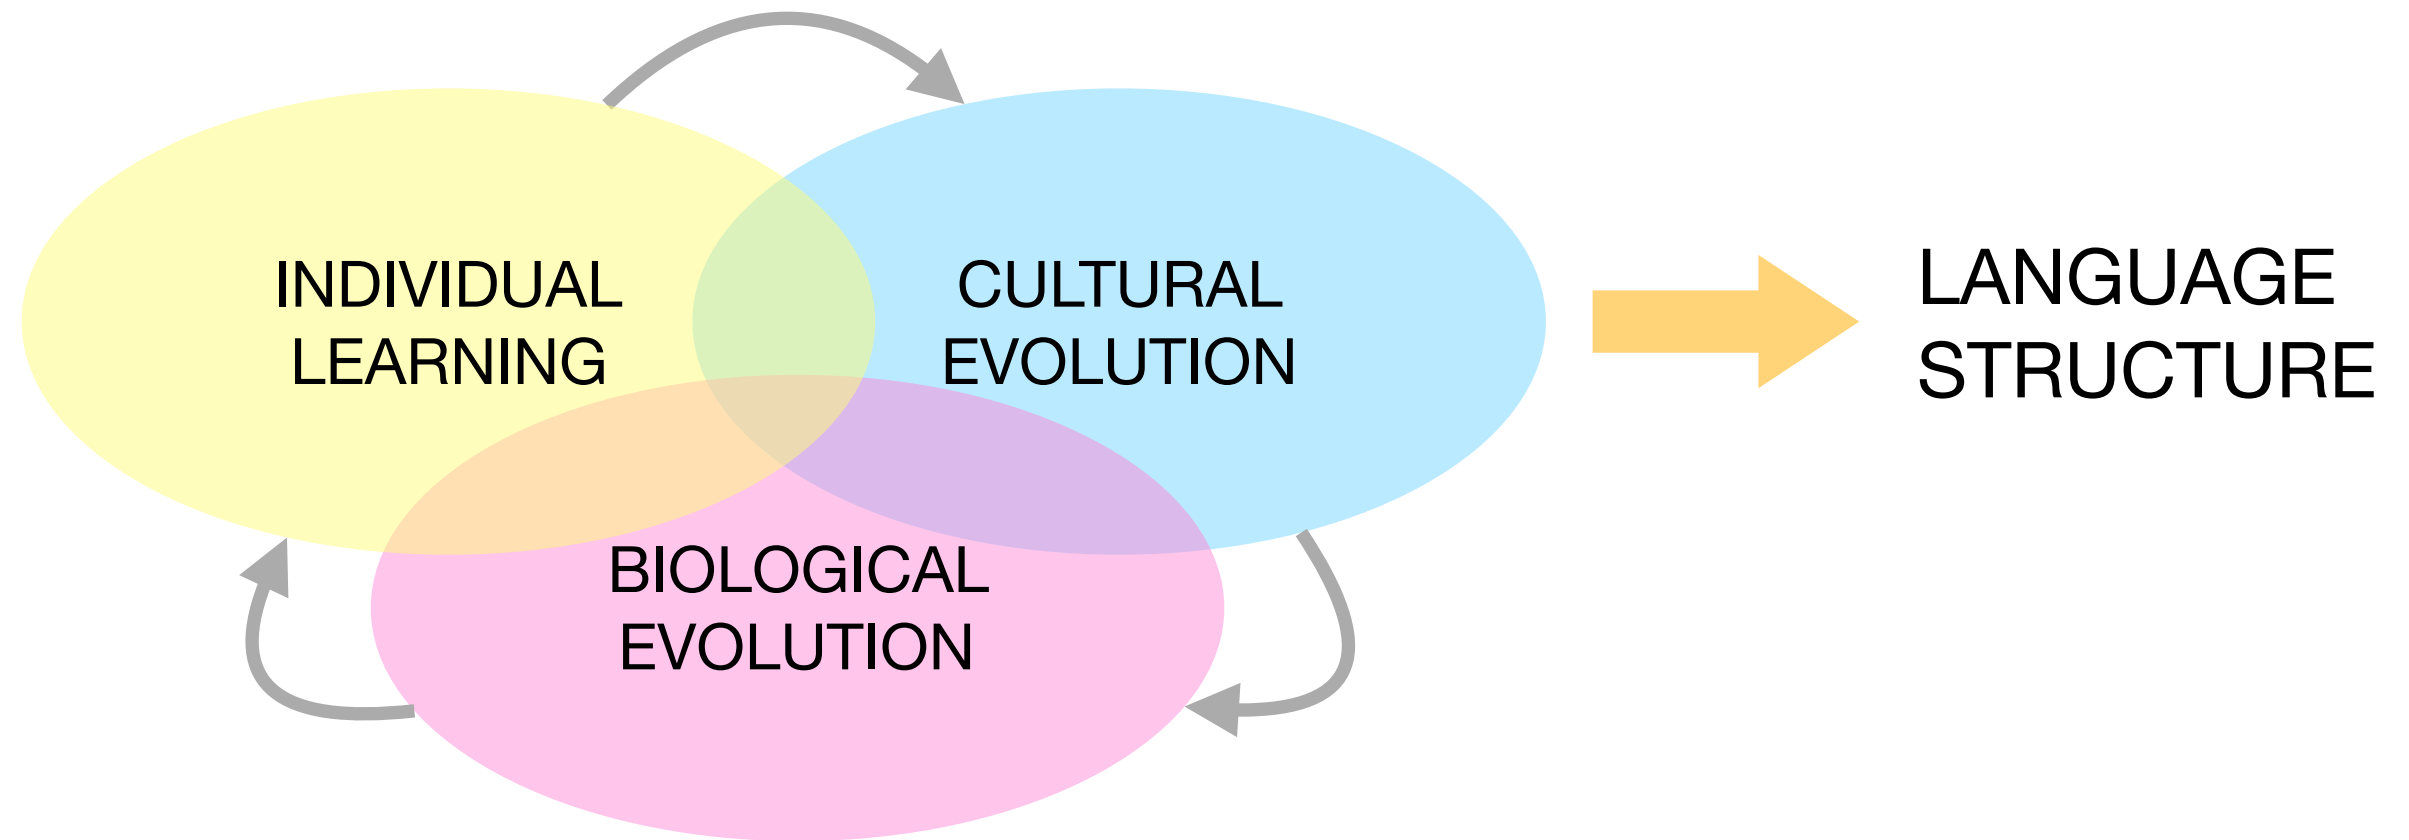 INDIVIDUAL
LEARNING
CULTURAL
EVOLUTION
BIOLOGICAL
EVOLUTION
LANGUAGE
STRUCTURE